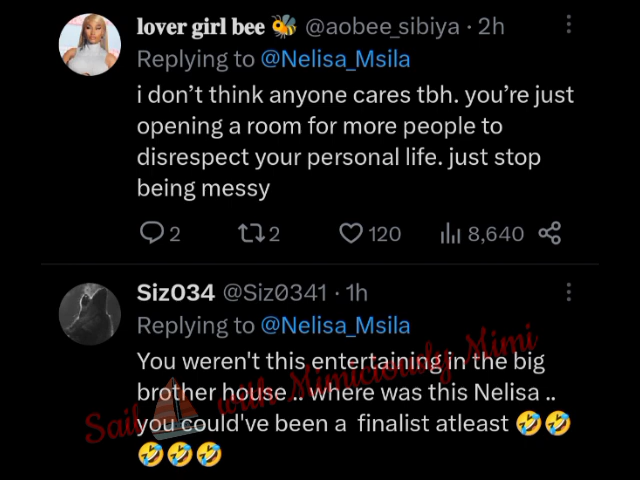 lover girl bee 🐝 @aobee_sibiya · 2h
Replying to @Nelisa_Msila
i don’t think anyone cares tbh. you’re just
opening a room for more people to
disrespect your personal life. just stop
being messy
2 2 120 8,640
Siz034 @Siz0341 · 1h
Replying to @Nelisa_Msila
You weren't this entertaining in the big
brother house .. where was this Nelisa ..
you could've been a finalist atleast 🤣🤣
🤣🤣🤣
Sail with Mimiciously Mimi